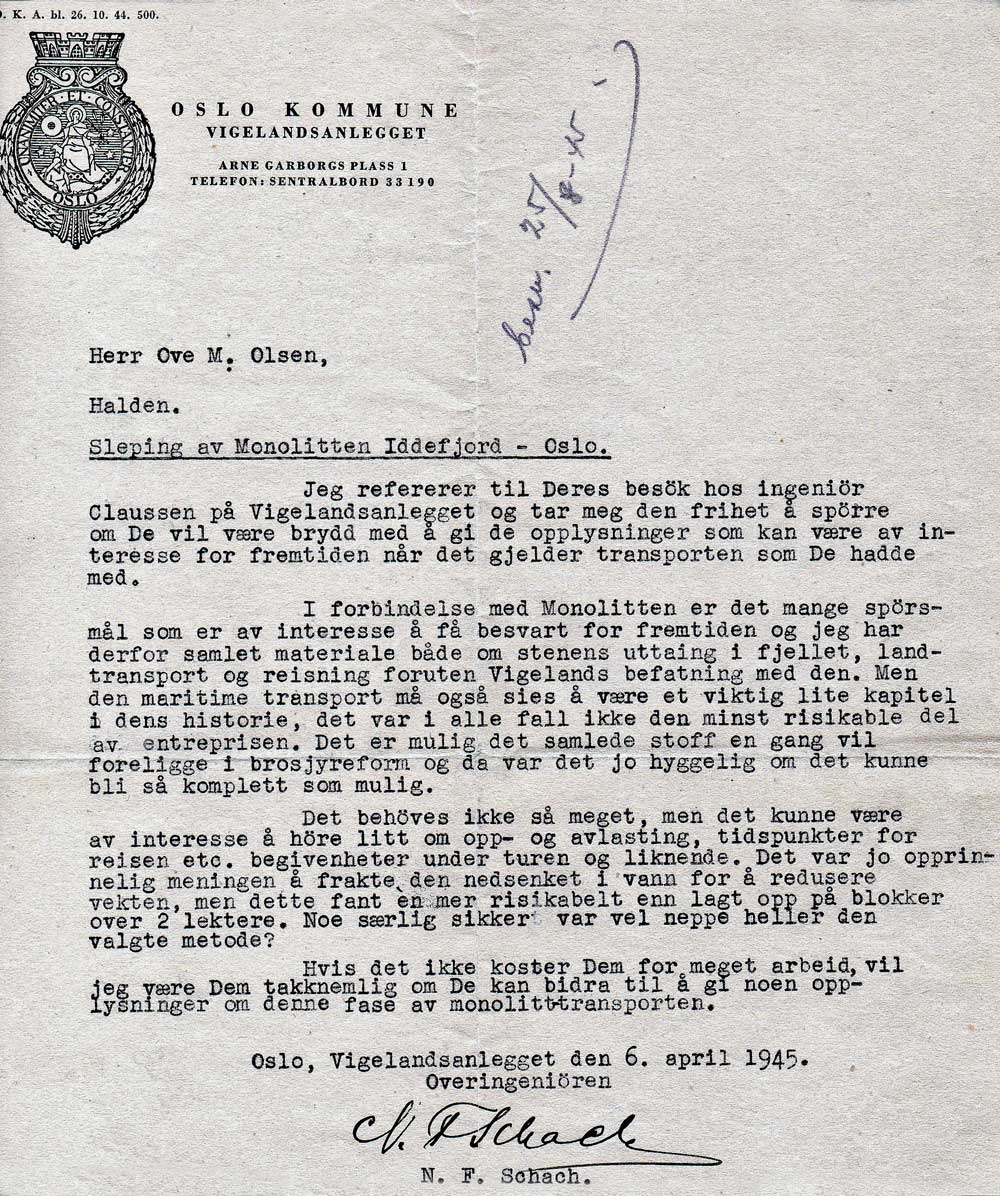 . K. A. bl. 26. 10. 44. 500.
UNANIMITER · ET · CONSTANTER
OSLO
OSLO KOMMUNE
VIGELANDSANLEGGET
ARNE GARBORGS PLASS 1
TELEFON: SENTRALBORD 33 190
besv. 25/8-45
Herr Ove M. Olsen,
Halden.
Sleping av Monolitten Iddefjord - Oslo.
Jeg refererer til Deres besök hos ingeniör
Claussen på Vigelandsanlegget og tar meg den frihet å spörre
om De vil være brydd med å gi de opplysninger som kan være av in-
teresse for fremtiden når det gjelder transporten som De hadde
med.
I forbindelse med Monolitten er det mange spörs-
mål som er av interesse å få besvart for fremtiden og jeg har
derfor samlet materiale både om stenens uttaing i fjellet, land-
transport og reisning foruten Vigelands befatning med den. Men
den maritime transport må også sies å være et viktig lite kapitel
i dens historie, det var i alle fall ikke den minst risikable del
av entreprisen. Det er mulig det samlede stoff en gang vil
foreligge i brosjyreform og da var det jo hyggelig om det kunne
bli så komplett som mulig.
Det behöves ikke så meget, men det kunne være
av interesse å höre litt om opp- og avlasting, tidspunkter for
reisen etc. begivenheter under turen og liknende. Det var jo opprin-
nelig meningen å frakte den nedsenket i vann for å redusere
vekten, men dette fant en mer risikabelt enn lagt opp på blokker
over 2 lektere. Noe særlig sikker var vel neppe heller den
valgte metode?
Hvis det ikke koster Dem for meget arbeid, vil
jeg være Dem takknemlig om De kan bidra til å gi noen opp-
lysninger om denne fase av monolitt-transporten.
Oslo, Vigelandsanlegget den 6. april 1945.
Overingeniören
N. F Schach
N. F. Schach.